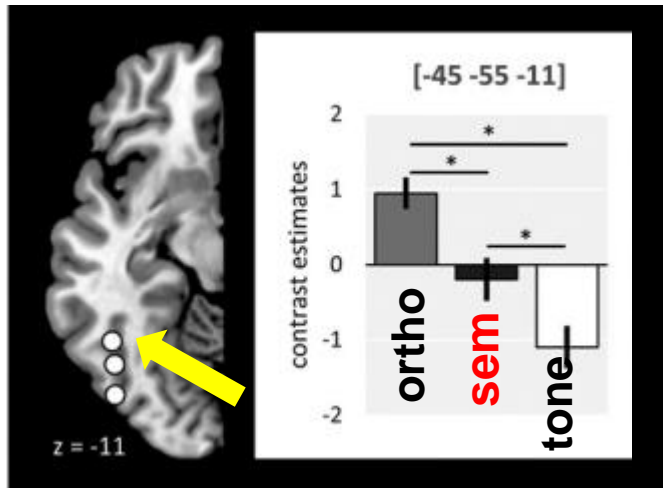 [-45 -55 -11]
contrast estimates
2
1
0
-1
-2
*
*
*
ortho
sem
tone
z = -11